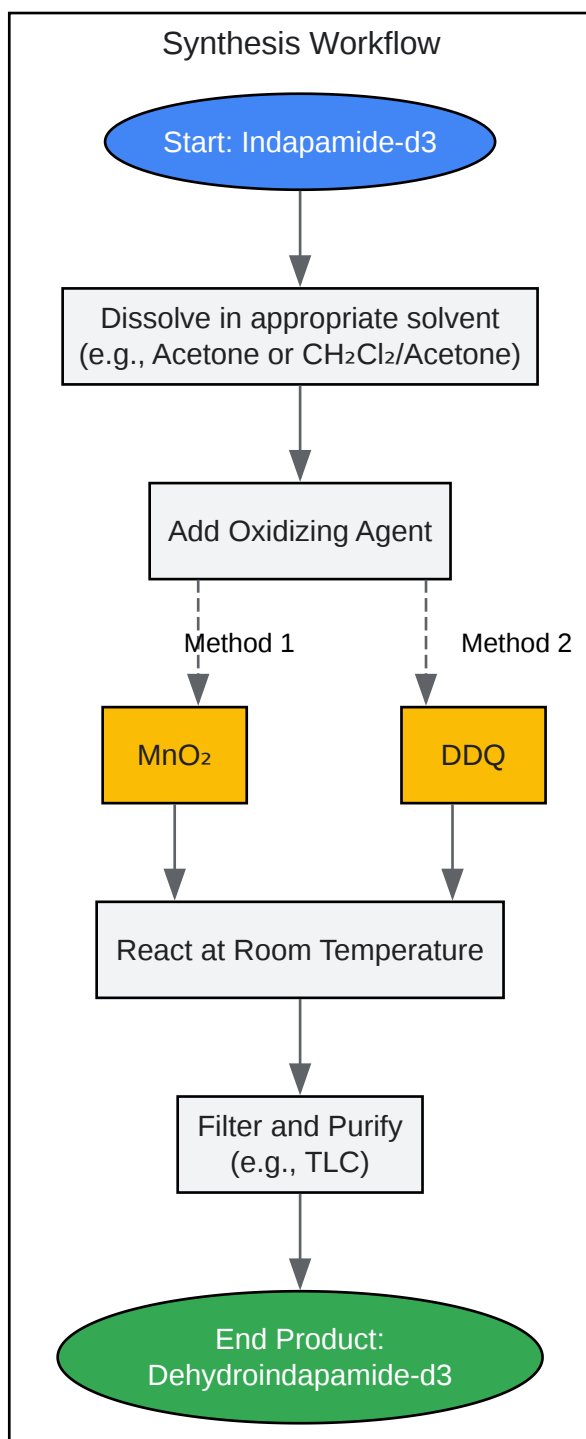 Synthesis Workflow
Start: Indapamide-d3
Dissolve in appropriate solvent
(e.g., Acetone or CH₂Cl₂/Acetone)
Add Oxidizing Agent
Method 1
Method 2
MnO₂
DDQ
React at Room Temperature
Filter and Purify
(e.g., TLC)
End Product:
Dehydroindapamide-d3